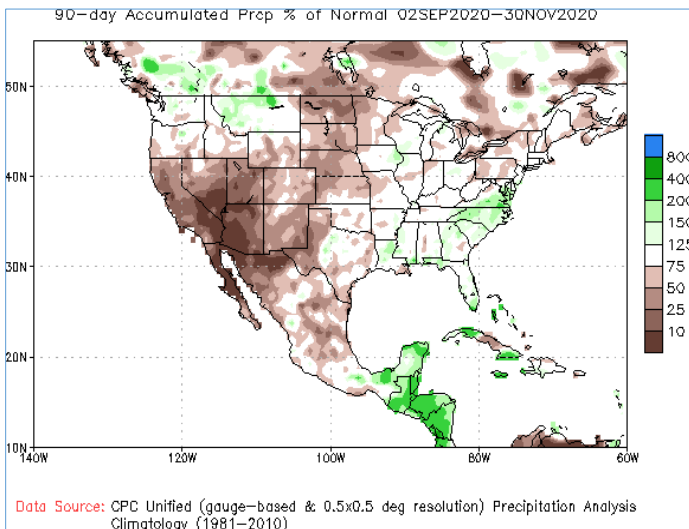 90-day Accumulated Prcp % of Normal 02SEP2020-30NOV2020
50N
40N
30N
20N
10N
140W 120W 100W 80W 60W
800
400
200
150
125
75
50
25
10
Data Source: CPC Unified (gauge-based & 0.5x0.5 deg resolution) Precipitation Analysis
Climatology (1981-2010)